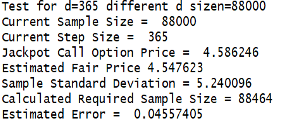 Test for d=365 different d sizen=88000
Current Sample Size =  88000
Current Step Size =  365
Jackpot Call Option Price =  4.586246
Estimated Fair Price 4.547623
Sample Standard Deviation = 5.240096
Calculated Required Sample Size = 88464
Estimated Error =  0.04557405